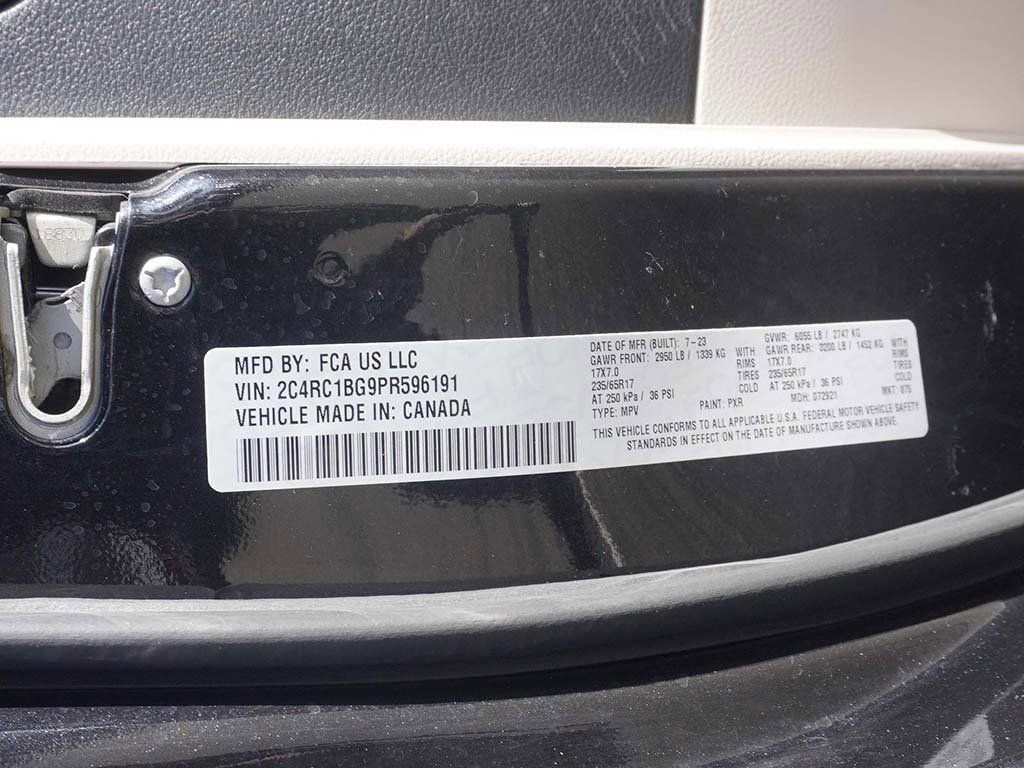 MFD BY: FCA US LLC
VIN: 2C4RC1BG9PR596191
VEHICLE MADE IN: CANADA
DATE OF MFR (BUILT): 7-23 GVWR: 6055 LB / 2747 KG
GAWR FRONT: 2950 LB / 1339 KG WITH GAWR REAR: 3200 LB / 1452 KG WITH
17X7.0 RIMS 17X7.0 RIMS
235/65R17 TIRES 235/65R17 TIRES
AT 250 kPa / 36 PSI COLD AT 250 kPa / 36 PSI COLD
TYPE: MPV PAINT: PXR MDH: 072921 MKT: 875
THIS VEHICLE CONFORMS TO ALL APPLICABLE U.S.A. FEDERAL MOTOR VEHICLE SAFETY
STANDARDS IN EFFECT ON THE DATE OF MANUFACTURE SHOWN ABOVE.